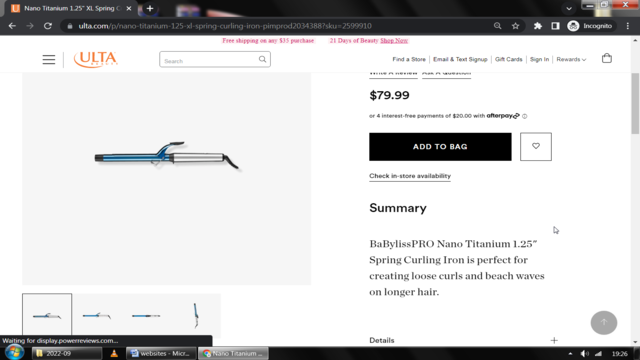 Nano Titanium 1.25" XL Spring C
ulta.com/p/nano-titanium-125-xl-spring-curling-iron-pimprod2034388?sku=2599910
Incognito
Free shipping on any $35 purchase 21 Days of Beauty Shop Now
ULTA
BEAUTY
Search
Find a Store
Email & Text Signup
Gift Cards
Sign In
Rewards
Write A Review Ask A Question
$79.99
or 4 interest-free payments of $20.00 with afterpay
ADD TO BAG
Check in-store availability
Summary
BaBylissPRO Nano Titanium 1.25"
Spring Curling Iron is perfect for
creating loose curls and beach waves
on longer hair.
Details
Waiting for display.powerreviews.com...
2022-09
websites - Micr...
Nano Titanium ...
19:26